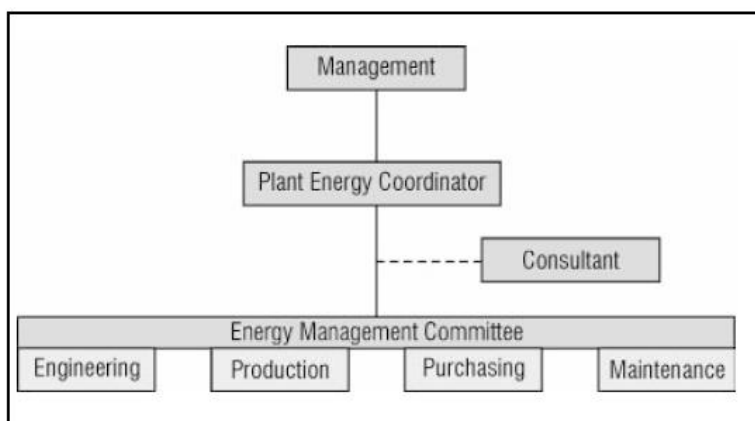 Management
Plant Energy Coordinator
Consultant
Energy Management Committee
Engineering
Production
Purchasing
Maintenance